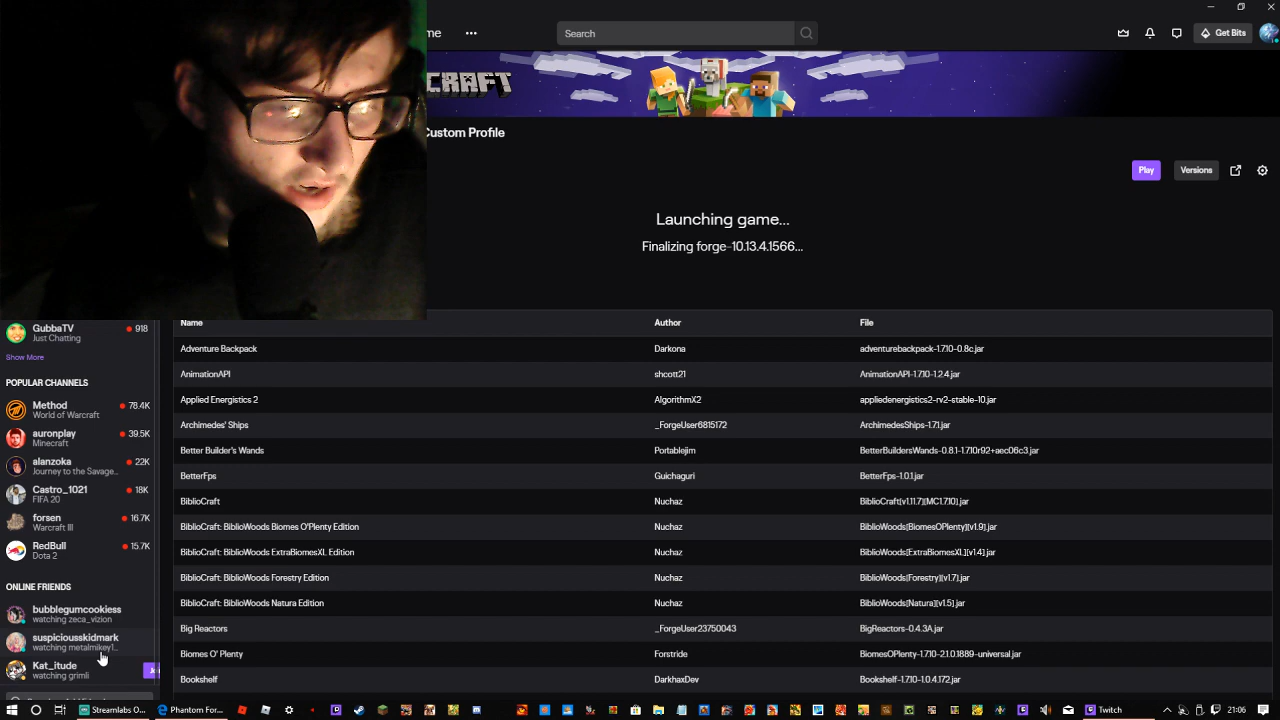 me ...
Search
Get Bits
CRAFT
Custom Profile
Play
Versions
Launching game...
Finalizing forge-10.13.4.1566...
Name Author File
Adventure Backpack Darkona adventurebackpack-1.7.10-0.8c.jar
AnimationAPI shcott21 AnimationAPI-1.7.10-1.2.4.jar
Applied Energistics 2 AlgorithmX2 appliedenergistics2-rv2-stable-10.jar
Archimedes' Ships _ForgeUser6815172 ArchimedesShips-1.7.1.jar
Better Builder's Wands Portablejim BetterBuildersWands-0.8.1-1.7.10r92+aec06c3.jar
BetterFps Guichaguri BetterFps-1.0.1.jar
BiblioCraft Nuchaz BiblioCraft[v1.11.7][MC1.7.10].jar
BiblioCraft: BiblioWoods Biomes O'Plenty Edition Nuchaz BiblioWoods[BiomesOPlenty][v1.9].jar
BiblioCraft: BiblioWoods ExtraBiomesXL Edition Nuchaz BiblioWoods[ExtraBiomesXL][v1.4].jar
BiblioCraft: BiblioWoods Forestry Edition Nuchaz BiblioWoods[Forestry][v1.7].jar
BiblioCraft: BiblioWoods Natura Edition Nuchaz BiblioWoods[Natura][v1.5].jar
Big Reactors _ForgeUser23750043 BigReactors-0.4.3A.jar
Biomes O' Plenty Forstride BiomesOPlenty-1.7.10-2.1.0.1889-universal.jar
Bookshelf DarkhaxDev Bookshelf-1.7.10-1.0.4.172.jar
GubbaTV 918
Just Chatting
Show More
POPULAR CHANNELS
Method 78.4K
World of Warcraft
auronplay 39.5K
Minecraft
alanzoka 22K
Journey to the Savage...
Castro_1021 18K
FIFA 20
forsen 16.7K
Warcraft III
RedBull 15.7K
Dota 2
ONLINE FRIENDS
bubblegumcookiess
watching zeca_vizion
suspiciousskidmark
watching metalmikey1...
Kat_itude
watching grimli
Streamlabs O...
Phantom For...
Twitch
21:06